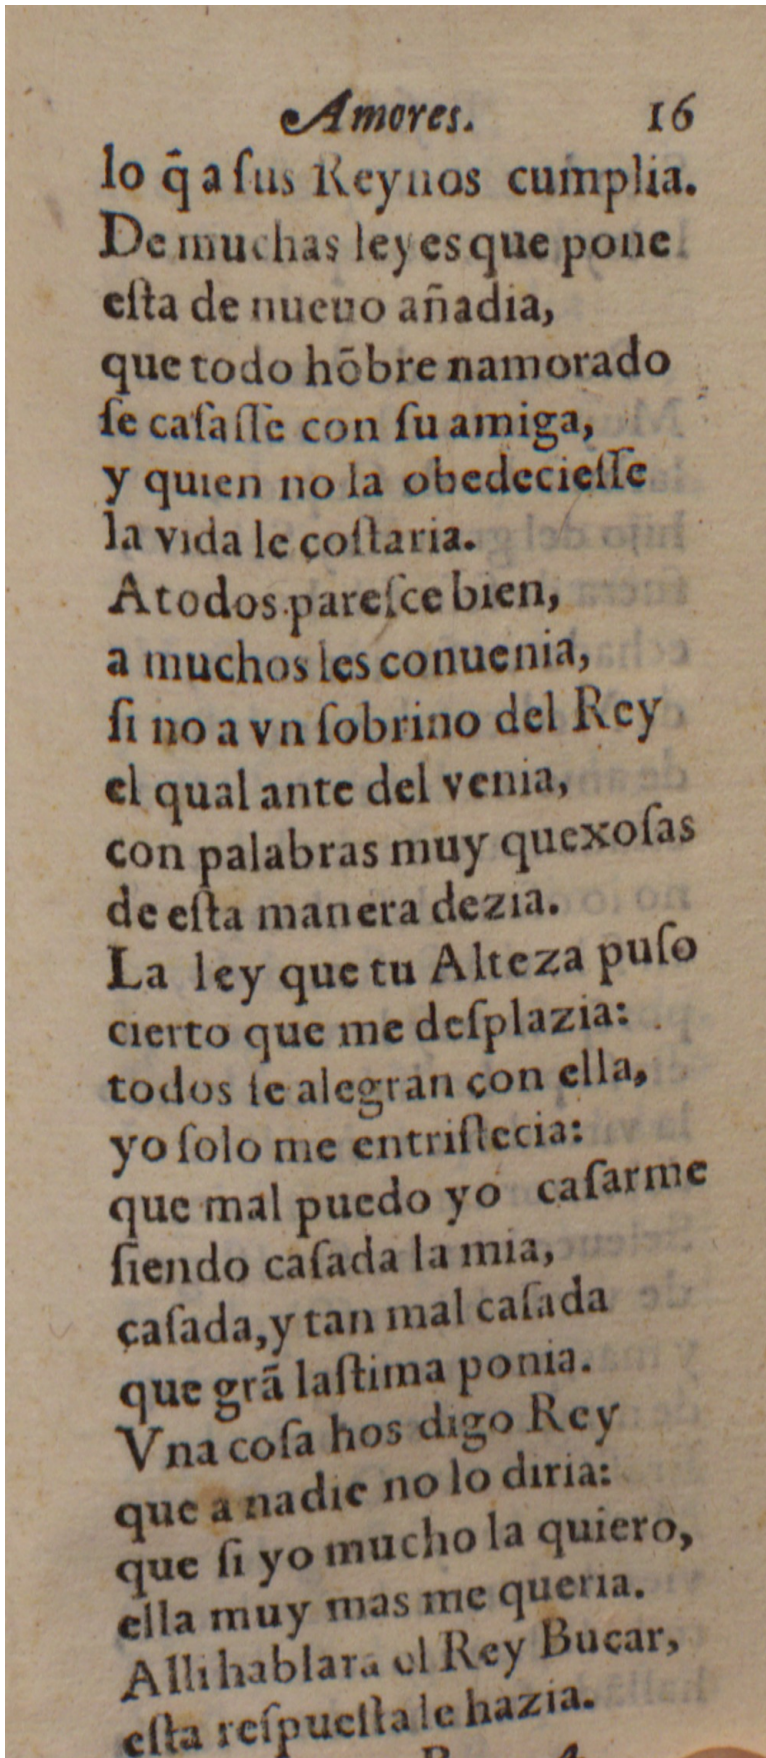 Amores. 16
lo q̄ a ſus Reynos cumplia.
De muchas leyes que pone
eſta de nueuo añadia,
que todo hõbre namorado
ſe caſaſſe con ſu amiga,
y quien no la obedecieſſe
la vida le çoſtaria.
A todos pareſce bien,
a muchos les conuenia,
ſi no a vn ſobrino del Rey
el qual ante del venia,
con palabras muy quexoſas
de eſta manera dezia.
La ley que tu Alteza puſo
cierto que me deſplazia:
todos ſe alegran çon ella,
yo ſolo me entriſtecia:
que mal puedo yo caſarme
ſiendo caſada la mia,
çaſada, y tan mal caſada
que grã laſtima ponia.
Vna coſa hos digo Rey
que a nadie no lo diria:
que ſi yo mucho la quiero,
ella muy mas me queria.
Alli hablara el Rey Buçar,
eſta reſpueſta le hazia.